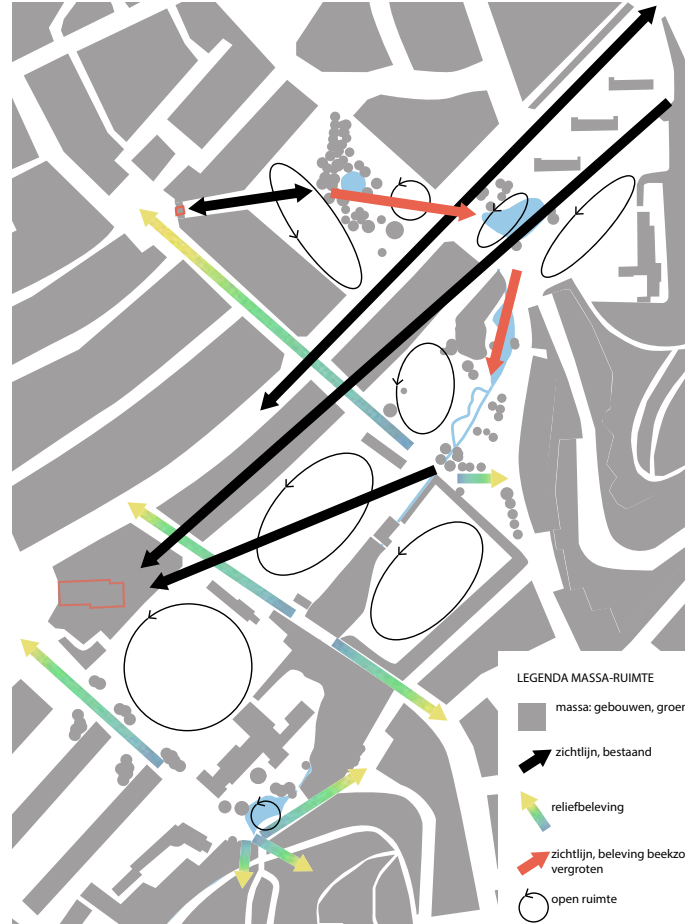 LEGENDA MASSA-RUIMTE
massa: gebouwen, groen
zichtlijn, bestaand
reliefbeleving
zichtlijn, beleving beekzo
vergroten
open ruimte